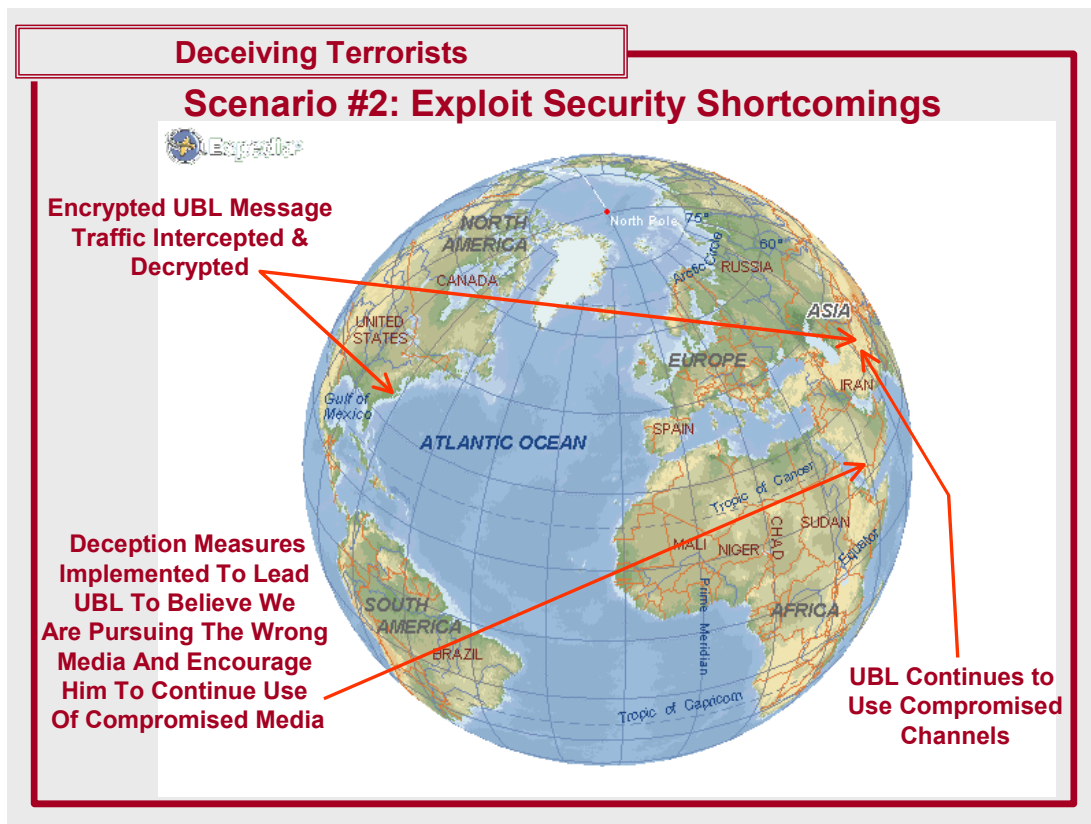 Deceiving Terrorists
Scenario #2: Exploit Security Shortcomings
Expedia
Encrypted UBL Message
Traffic Intercepted &
Decrypted
North Pole
75°
60°
Arctic Circle
NORTH
AMERICA
CANADA
RUSSIA
UNITED
STATES
ASIA
EUROPE
IRAN
Gulf of
Mexico
SPAIN
ATLANTIC OCEAN
Tropic of Cancer
MALI
NIGER
CHAD
SUDAN
Equator
Prime Meridian
AFRICA
SOUTH
AMERICA
BRAZIL
Tropic of Capricorn
Deception Measures
Implemented To Lead
UBL To Believe We
Are Pursuing The Wrong
Media And Encourage
Him To Continue Use
Of Compromised Media
UBL Continues to
Use Compromised
Channels